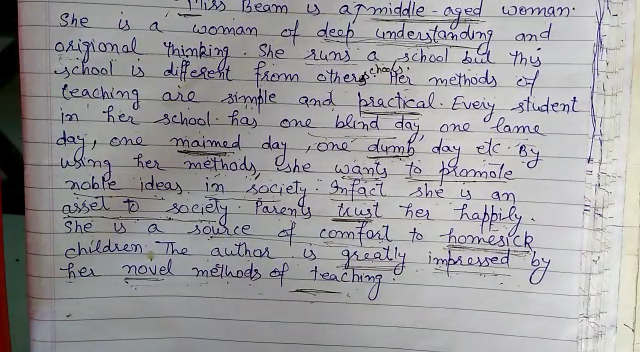 Miss Beam is a middle-aged woman.
She is a woman of deep understanding and
origional thinking. She runs a school but this
school is different from others schools Her methods of
teaching are simple and practical. Every student
in her school has one blind day, one lame
day, one maimed day, one dumb day etc. By
using her methods, she wants to promote
noble ideas in society. Infact she is an
asset to society. Parents trust her happily.
She is a source of comfort to homesick
children. The author is greatly impressed by
her novel methods of teaching.